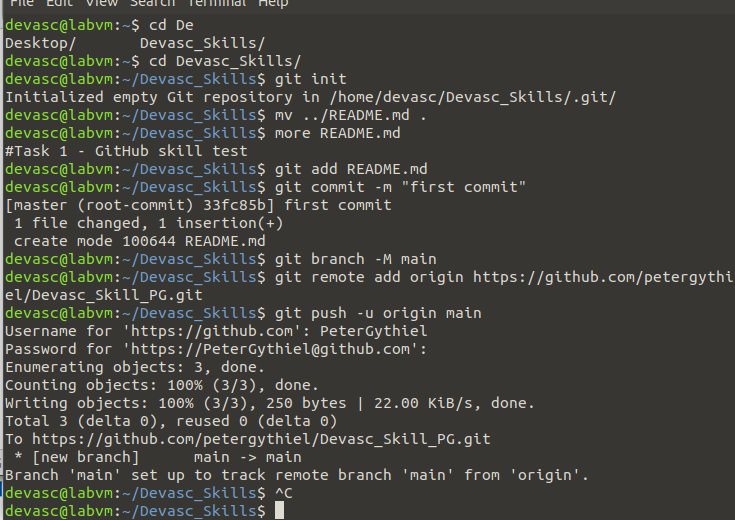 File Edit View Search Terminal Help
devasc@labvm:~$ cd De
Desktop/       Devasc_Skills/
devasc@labvm:~$ cd Devasc_Skills/
devasc@labvm:~/Devasc_Skills$ git init
Initialized empty Git repository in /home/devasc/Devasc_Skills/.git/
devasc@labvm:~/Devasc_Skills$ mv ../README.md .
devasc@labvm:~/Devasc_Skills$ more README.md
#Task 1 - GitHub skill test
devasc@labvm:~/Devasc_Skills$ git add README.md
devasc@labvm:~/Devasc_Skills$ git commit -m "first commit"
[master (root-commit) 33fc85b] first commit
 1 file changed, 1 insertion(+)
 create mode 100644 README.md
devasc@labvm:~/Devasc_Skills$ git branch -M main
devasc@labvm:~/Devasc_Skills$ git remote add origin https://github.com/petergythi
el/Devasc_Skill_PG.git
devasc@labvm:~/Devasc_Skills$ git push -u origin main
Username for 'https://github.com': PeterGythiel
Password for 'https://PeterGythiel@github.com':
Enumerating objects: 3, done.
Counting objects: 100% (3/3), done.
Writing objects: 100% (3/3), 250 bytes | 22.00 KiB/s, done.
Total 3 (delta 0), reused 0 (delta 0)
To https://github.com/petergythiel/Devasc_Skill_PG.git
 * [new branch]      main -> main
Branch 'main' set up to track remote branch 'main' from 'origin'.
devasc@labvm:~/Devasc_Skills$ ^C
devasc@labvm:~/Devasc_Skills$